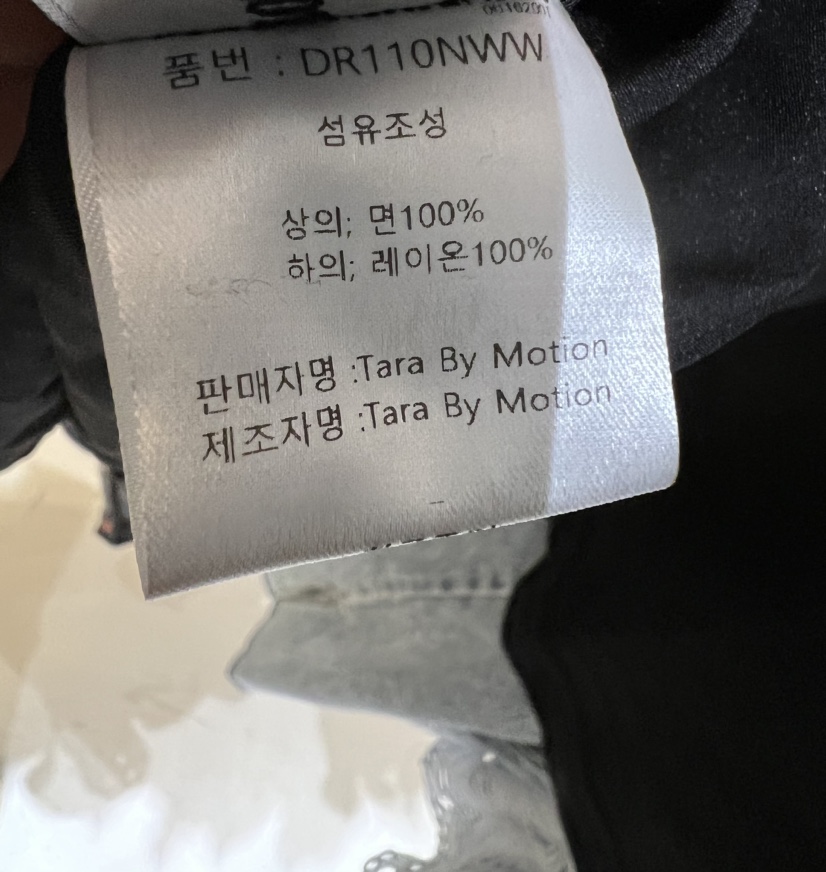 품번 : DR110NWW
섬유조성
상의; 면100%
하의; 레이온100%
판매자명 :Tara By Motion
제조자명 :Tara By Motion